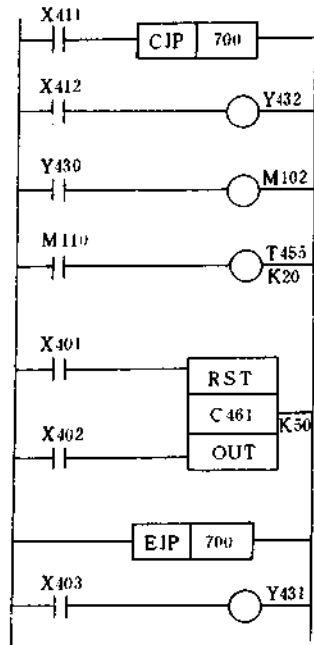 X411
CJP 700
X412
Y432
Y430
M102
M110
T455
K20
X401
RST
C461
K50
X402
OUT
EJP 700
X403
Y431